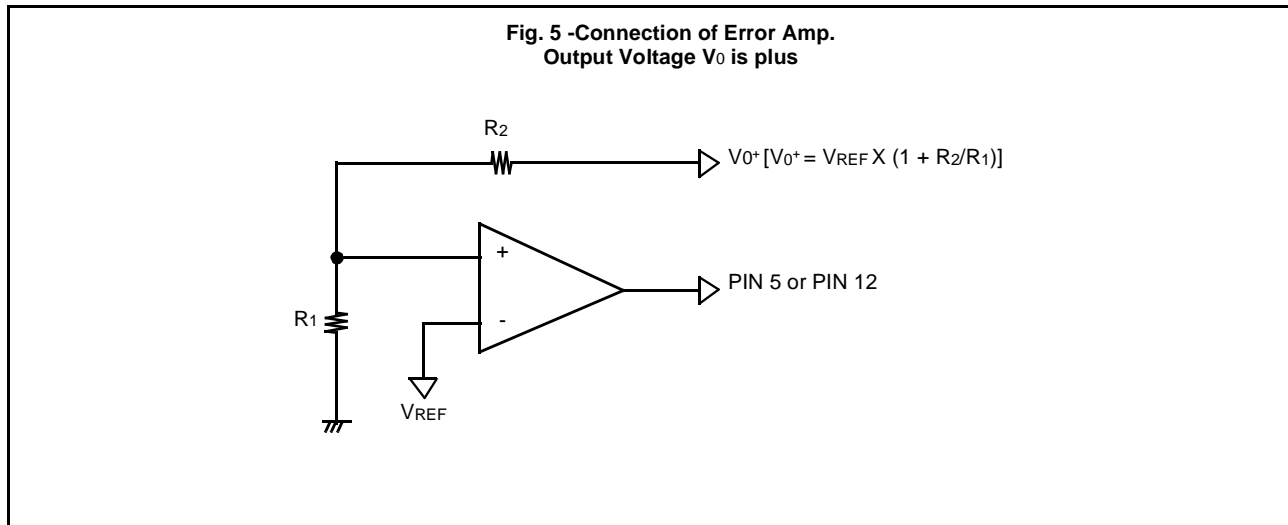 Fig. 5 -Connection of Error Amp.
Output Voltage V0 is plus
R2
V0+ [V0+ = VREF X (1 + R2/R1)]
+
PIN 5 or PIN 12
R1
-
VREF